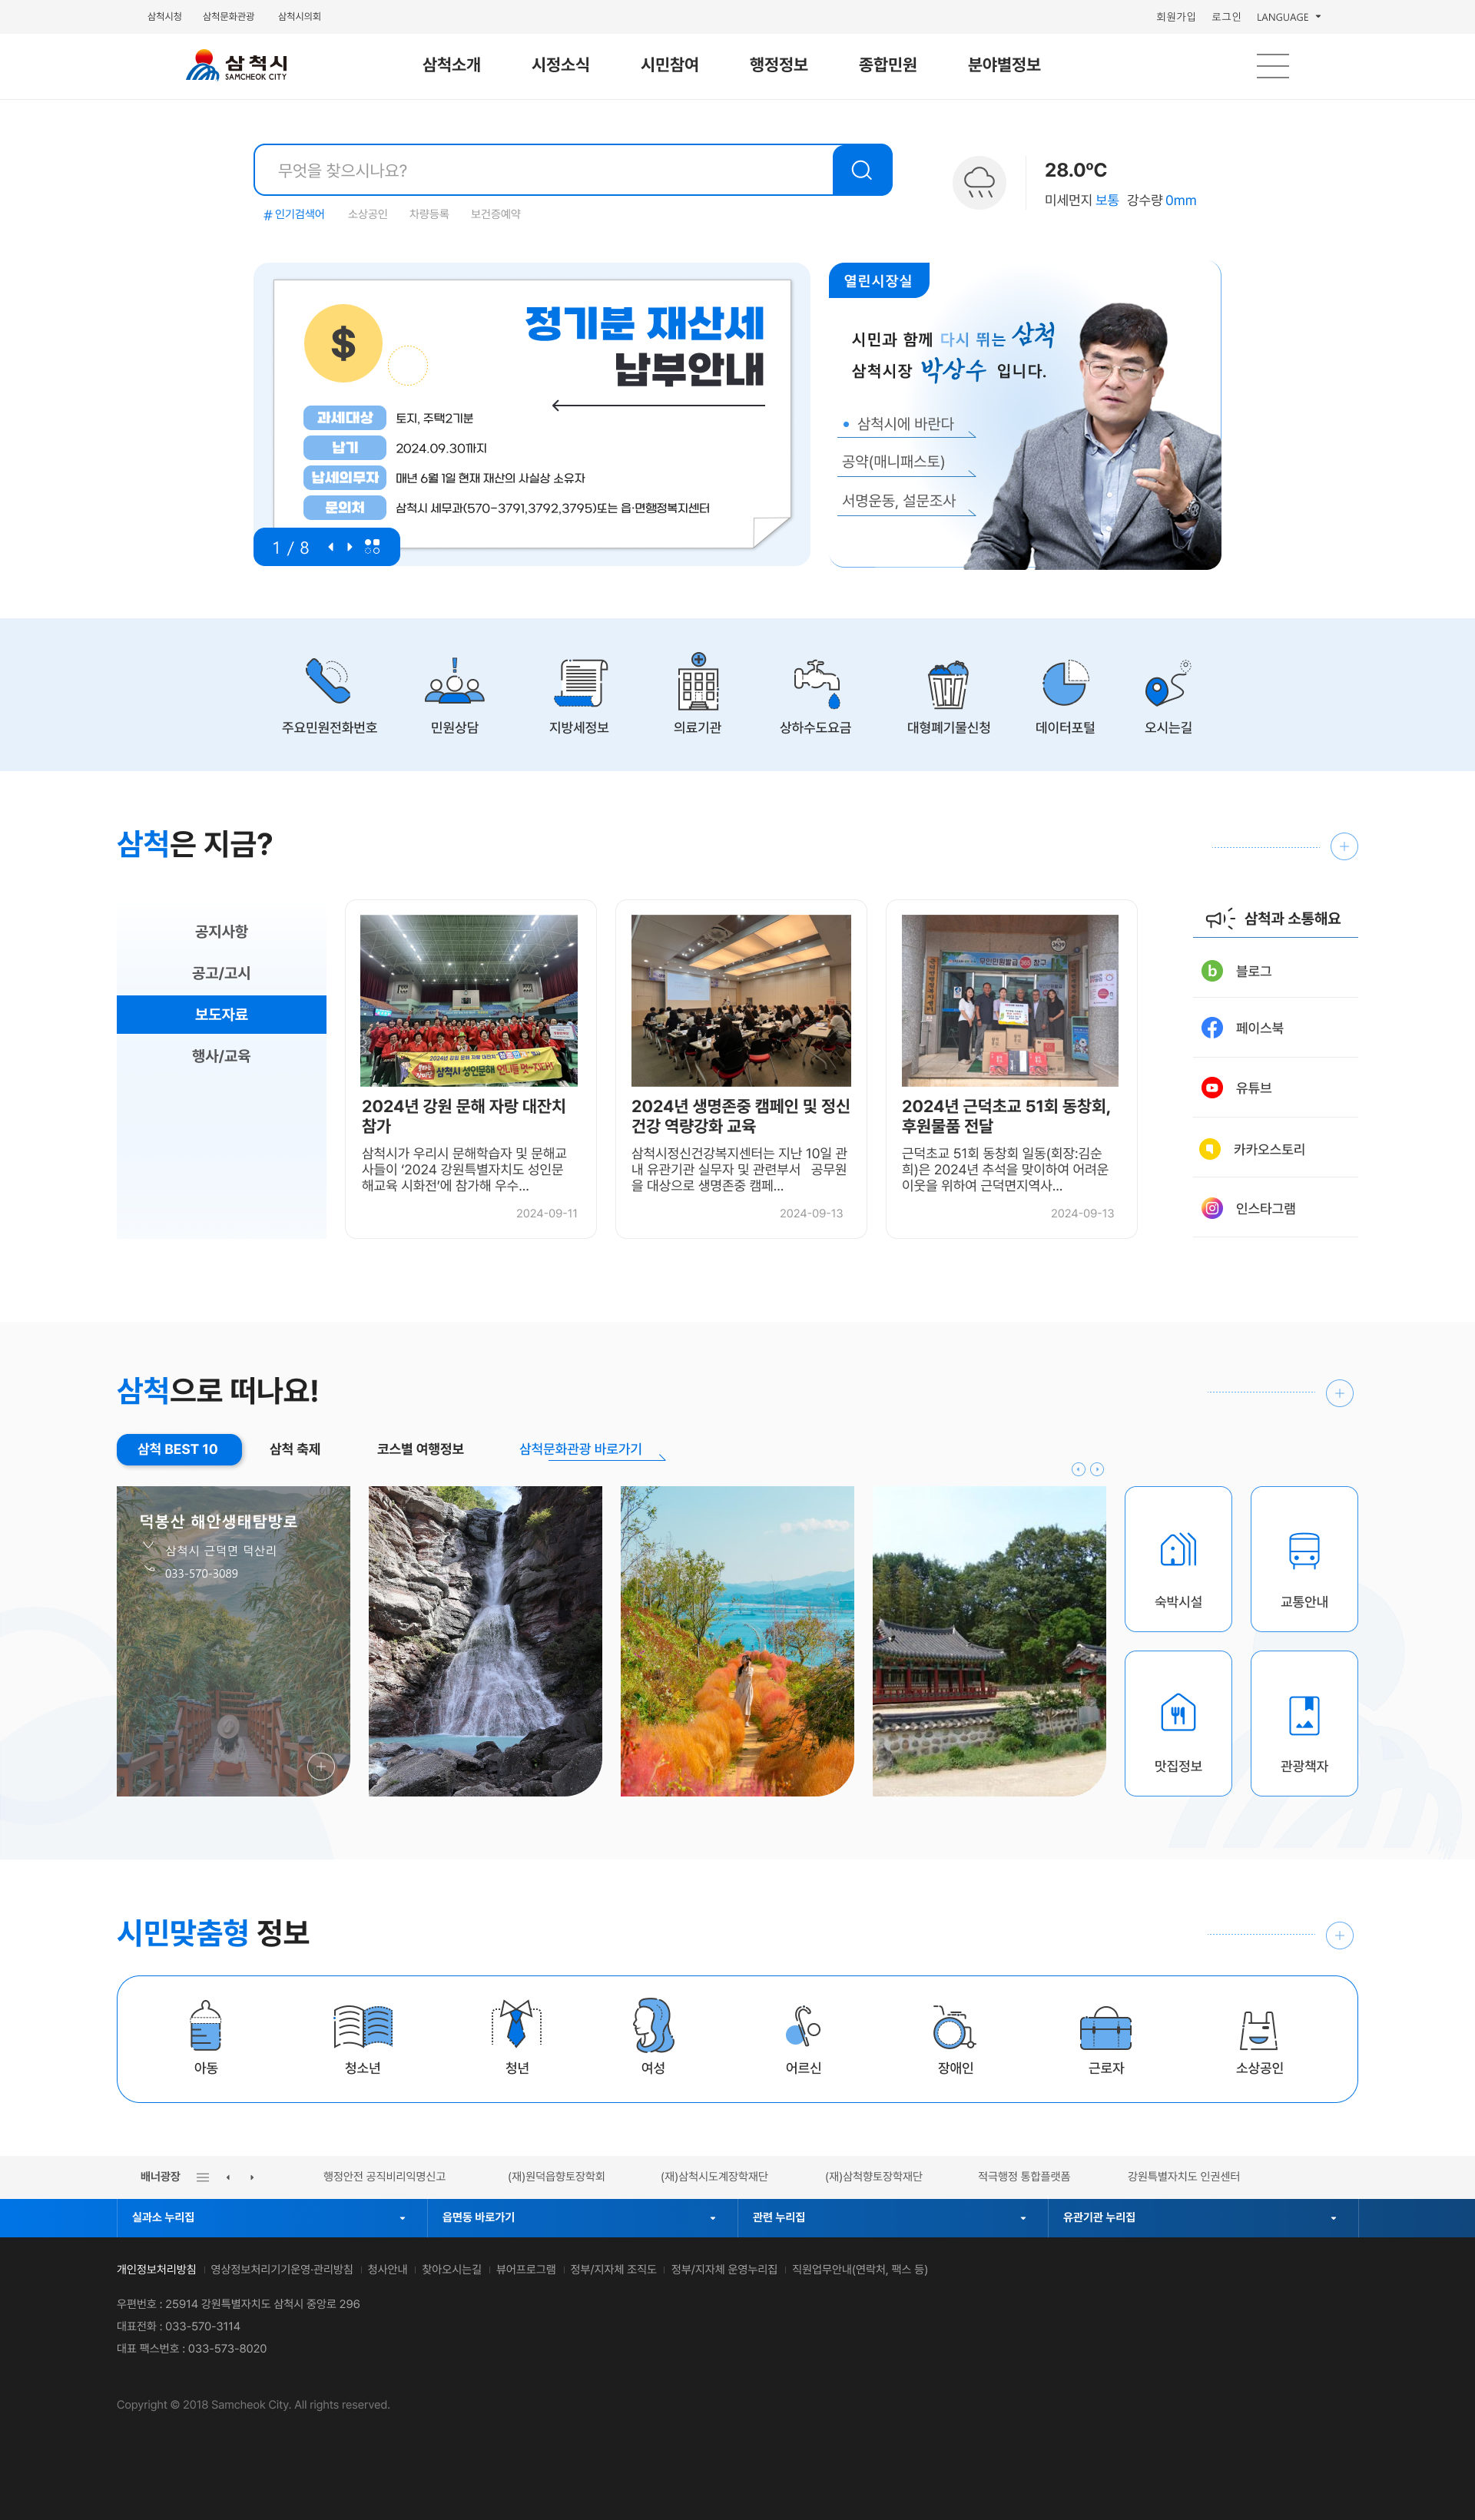 삼척시청 삼척문화관광 삼척시의회 회원가입 로그인 LANGUAGE
삼척시
SAMCHEOK CITY
삼척소개 시정소식 시민참여 행정정보 종합민원 분야별정보
무엇을 찾으시나요?
# 인기검색어 소상공인 차량등록 보건증예약
28.0ºC
미세먼지 보통 강수량 0mm
$
정기분 재산세
납부안내
과세대상 토지, 주택2기분
납기 2024.09.30까지
납세의무자 매년 6월 1일 현재 재산의 사실상 소유자
문의처 삼척시 세무과(570-3791,3792,3795)또는 읍·면행정복지센터
1 / 8
열린시장실
시민과 함께 다시 뛰는 삼척
삼척시장 박상수 입니다.
삼척시에 바란다
공약(매니패스토)
서명운동, 설문조사
주요민원전화번호 민원상담 지방세정보 의료기관 상하수도요금 대형폐기물신청 데이터포털 오시는길
삼척은 지금?
공지사항
공고/고시
보도자료
행사/교육
2024년 강원 문해 자랑 대잔치
참가
삼척시가 우리시 문해학습자 및 문해교
사들이 ‘2024 강원특별자치도 성인문
해교육 시화전’에 참가해 우수...
2024-09-11
2024년 생명존중 캠페인 및 정신
건강 역량강화 교육
삼척시정신건강복지센터는 지난 10일 관
내 유관기관 실무자 및 관련부서 공무원
을 대상으로 생명존중 캠페...
2024-09-13
2024년 근덕초교 51회 동창회,
후원물품 전달
근덕초교 51회 동창회 일동(회장:김순
희)은 2024년 추석을 맞이하여 어려운
이웃을 위하여 근덕면지역사...
2024-09-13
삼척과 소통해요
블로그
페이스북
유튜브
카카오스토리
인스타그램
삼척으로 떠나요!
삼척 BEST 10 삼척 축제 코스별 여행정보 삼척문화관광 바로가기
덕봉산 해안생태탐방로
삼척시 근덕면 덕산리
033-570-3089
숙박시설 교통안내
맛집정보 관광책자
시민맞춤형 정보
아동 청소년 청년 여성 어르신 장애인 근로자 소상공인
배너광장 행정안전 공직비리익명신고 (재)원덕읍향토장학회 (재)삼척시도계장학재단 (재)삼척향토장학재단 적극행정 통합플랫폼 강원특별자치도 인권센터
실과소 누리집 읍면동 바로가기 관련 누리집 유관기관 누리집
개인정보처리방침 영상정보처리기기운영·관리방침 청사안내 찾아오시는길 뷰어프로그램 정부/지자체 조직도 정부/지자체 운영누리집 직원업무안내(연락처, 팩스 등)
우편번호 : 25914 강원특별자치도 삼척시 중앙로 296
대표전화 : 033-570-3114
대표 팩스번호 : 033-573-8020
Copyright © 2018 Samcheok City. All rights reserved.